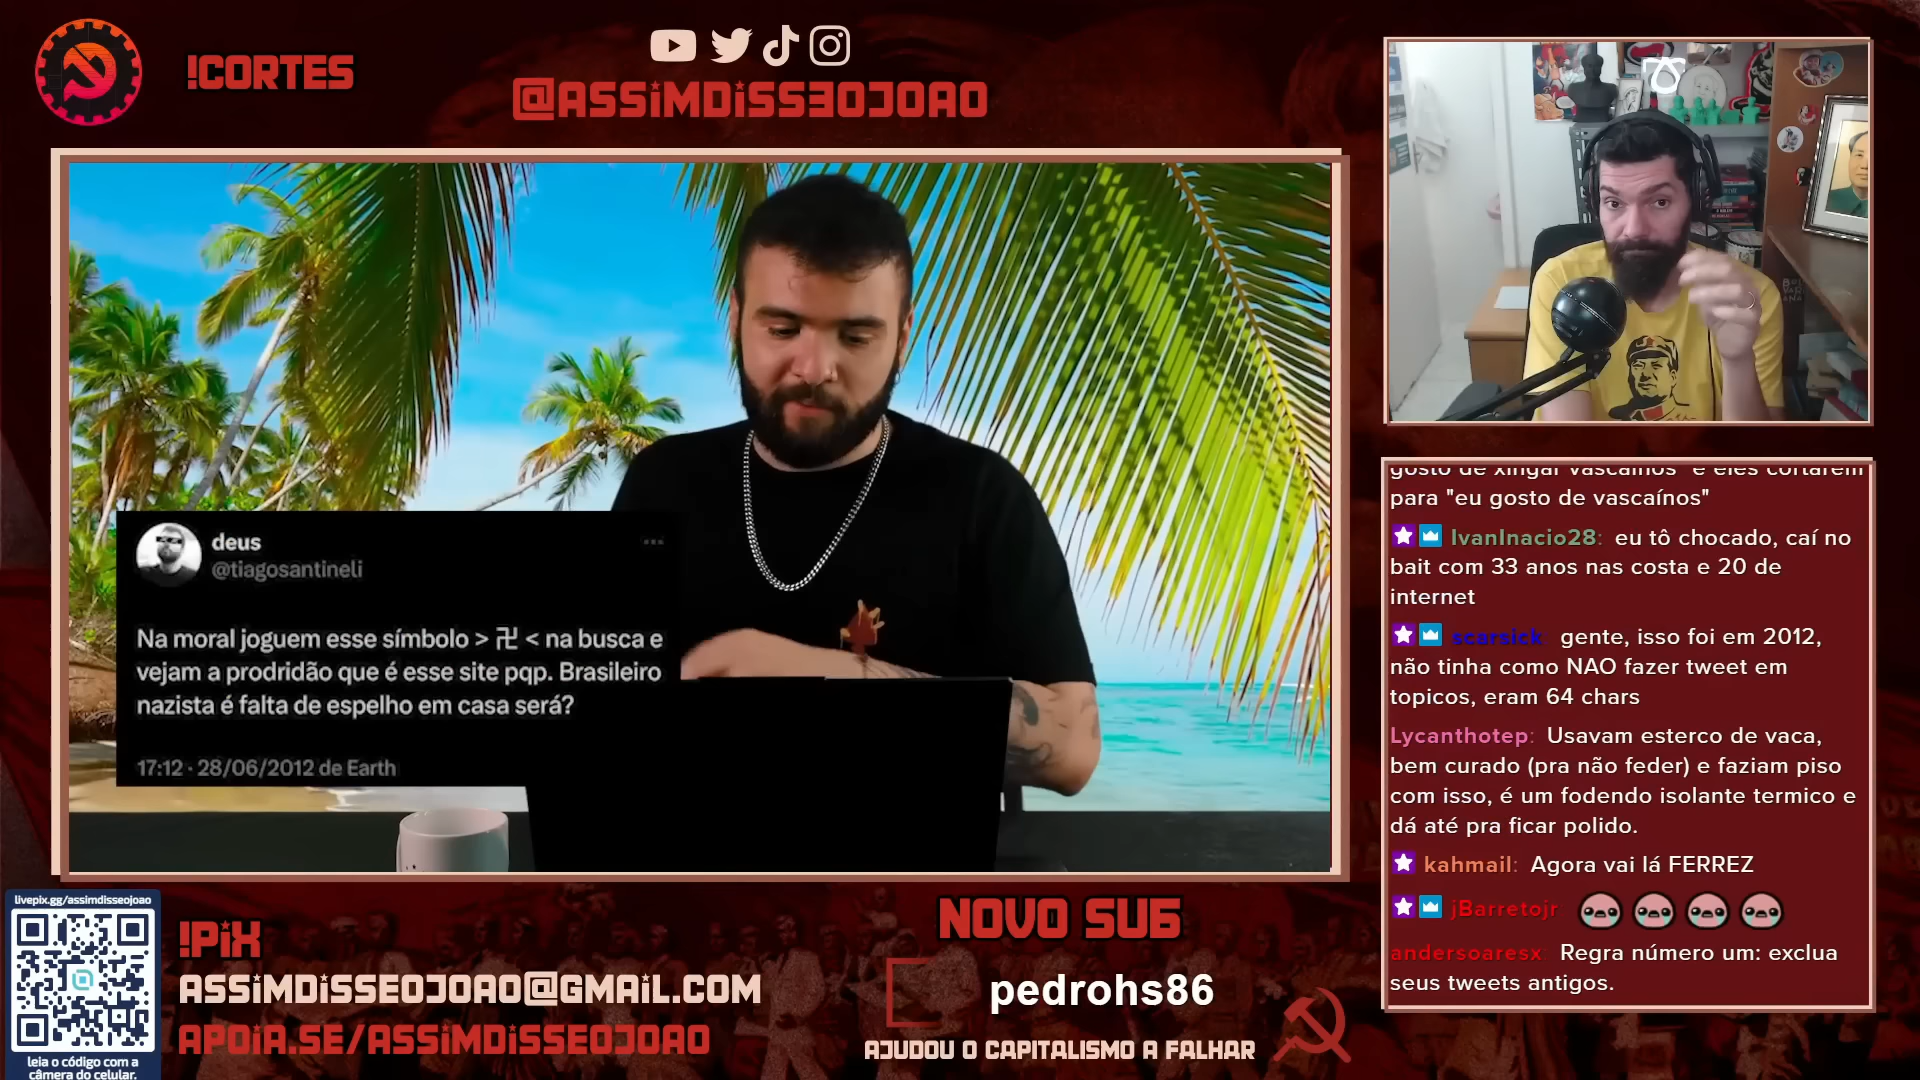 !CORTES
@ASSIMDISSEOJOAO
deus
@tiagosantineli
Na moral joguem esse símbolo > 卍 < na busca e
vejam a prodridão que é esse site pqp. Brasileiro
nazista é falta de espelho em casa será?
17:12 · 28/06/2012 de Earth
gosto de xingar vascaínos" e eles cortarem
para "eu gosto de vascaínos"
IvanInacio28: eu tô chocado, caí no
bait com 33 anos nas costa e 20 de
internet
scarsick gente, isso foi em 2012,
não tinha como NAO fazer tweet em
topicos, eram 64 chars
Lycanthotep: Usavam esterco de vaca,
bem curado (pra não feder) e faziam piso
com isso, é um fodendo isolante termico e
dá até pra ficar polido.
kahmail: Agora vai lá FERREZ
jBarretojr
andersoaresx: Regra número um: exclua
seus tweets antigos.
livepix.gg/assimdisseojoao
leia o código com a
câmera do celular.
!PIX
ASSIMDISSEOJOAO@GMAIL.COM
APOIA.SE/ASSIMDISSEOJOAO
NOVO SUB
pedrohs86
AJUDOU O CAPITALISMO A FALHAR